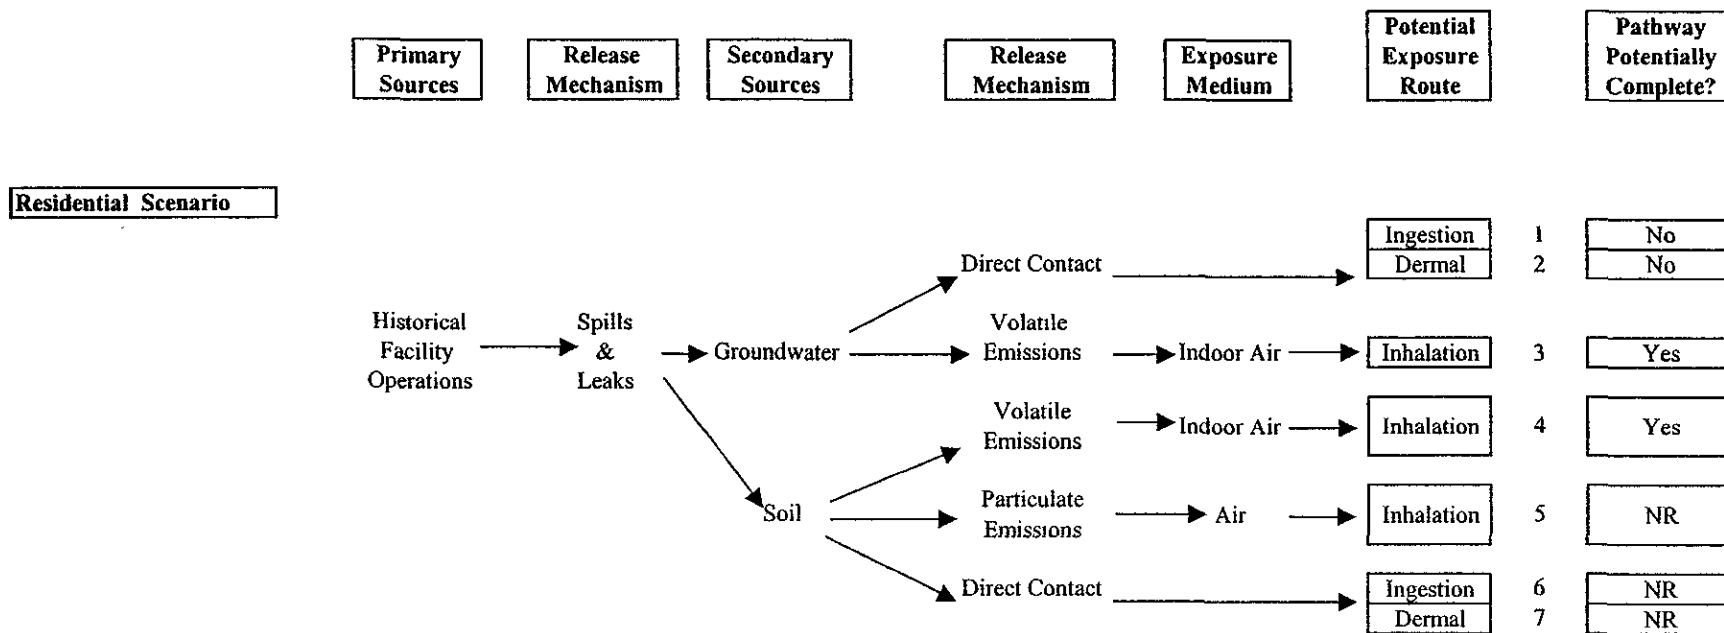 Primary
Sources
Release
Mechanism
Secondary
Sources
Release
Mechanism
Exposure
Medium
Potential
Exposure
Route
Pathway
Potentially
Complete?
Residential Scenario
Historical
Facility
Operations
Spills
&
Leaks
Groundwater
Direct Contact
Ingestion 1 No
Dermal 2 No
Volatile
Emissions
Indoor Air
Inhalation 3 Yes
Volatile
Emissions
Indoor Air
Inhalation 4 Yes
Soil
Particulate
Emissions
Air
Inhalation 5 NR
Direct Contact
Ingestion 6 NR
Dermal 7 NR